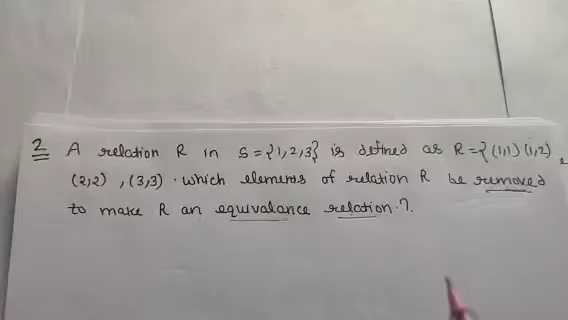 2 A relation R in S = {1,2,3} is defined as R = {(1,1) (1,2),
(2,2), (3,3). which elements of relation R be removed
to make R an equivalance relation.?